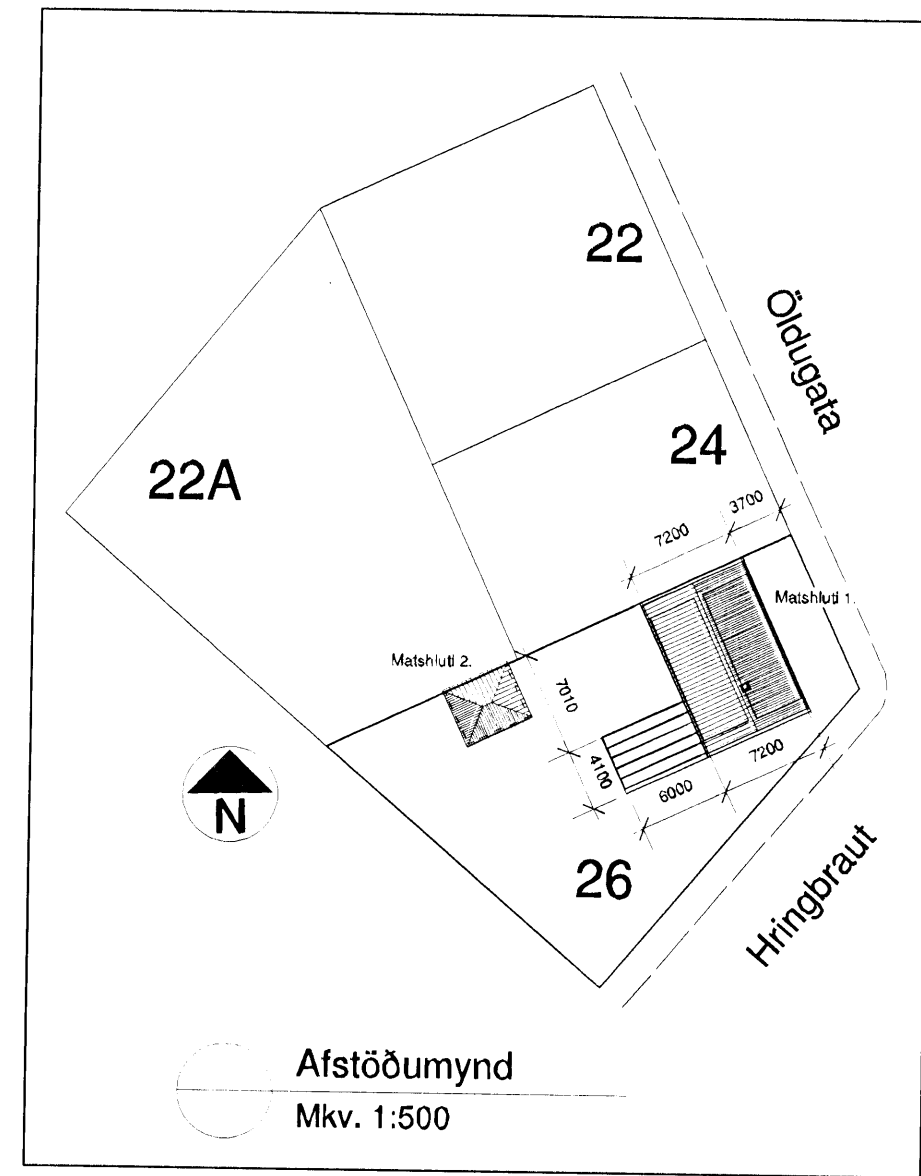 22
Öldugata
24
22A
3700
7200
Matshluti 1.
Matshluti 2.
7010
4100
7200
6000
N
26
Hringbraut
Afstöðumynd
Mkv. 1:500